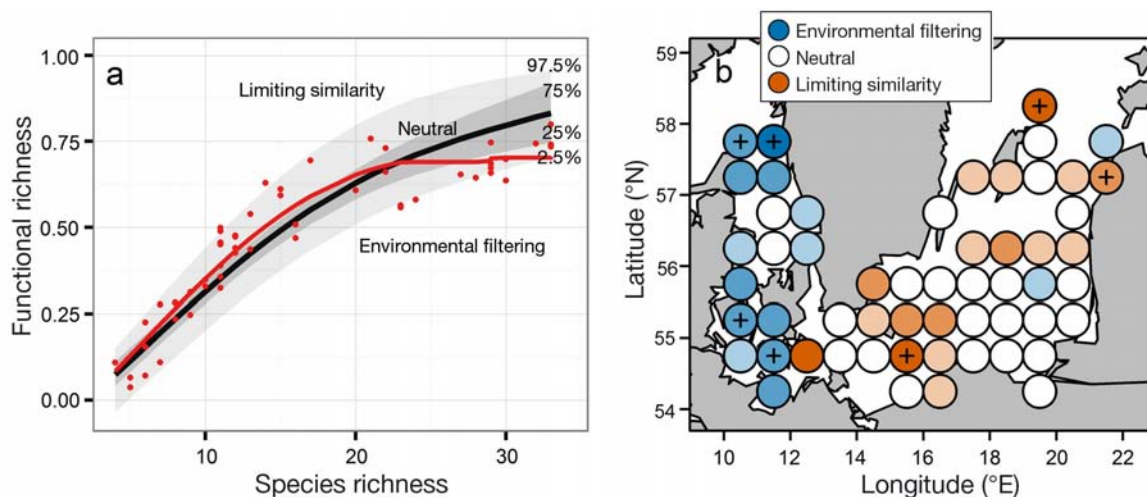 a
1.00
0.75
0.50
0.25
0.00
Functional richness
10
20
30
Species richness
Limiting similarity
Neutral
Environmental filtering
97.5%
75%
25%
2.5%
b
Environmental filtering
Neutral
Limiting similarity
59
58
57
56
55
54
Latitude (°N)
10 12 14 16 18 20 22
Longitude (°E)